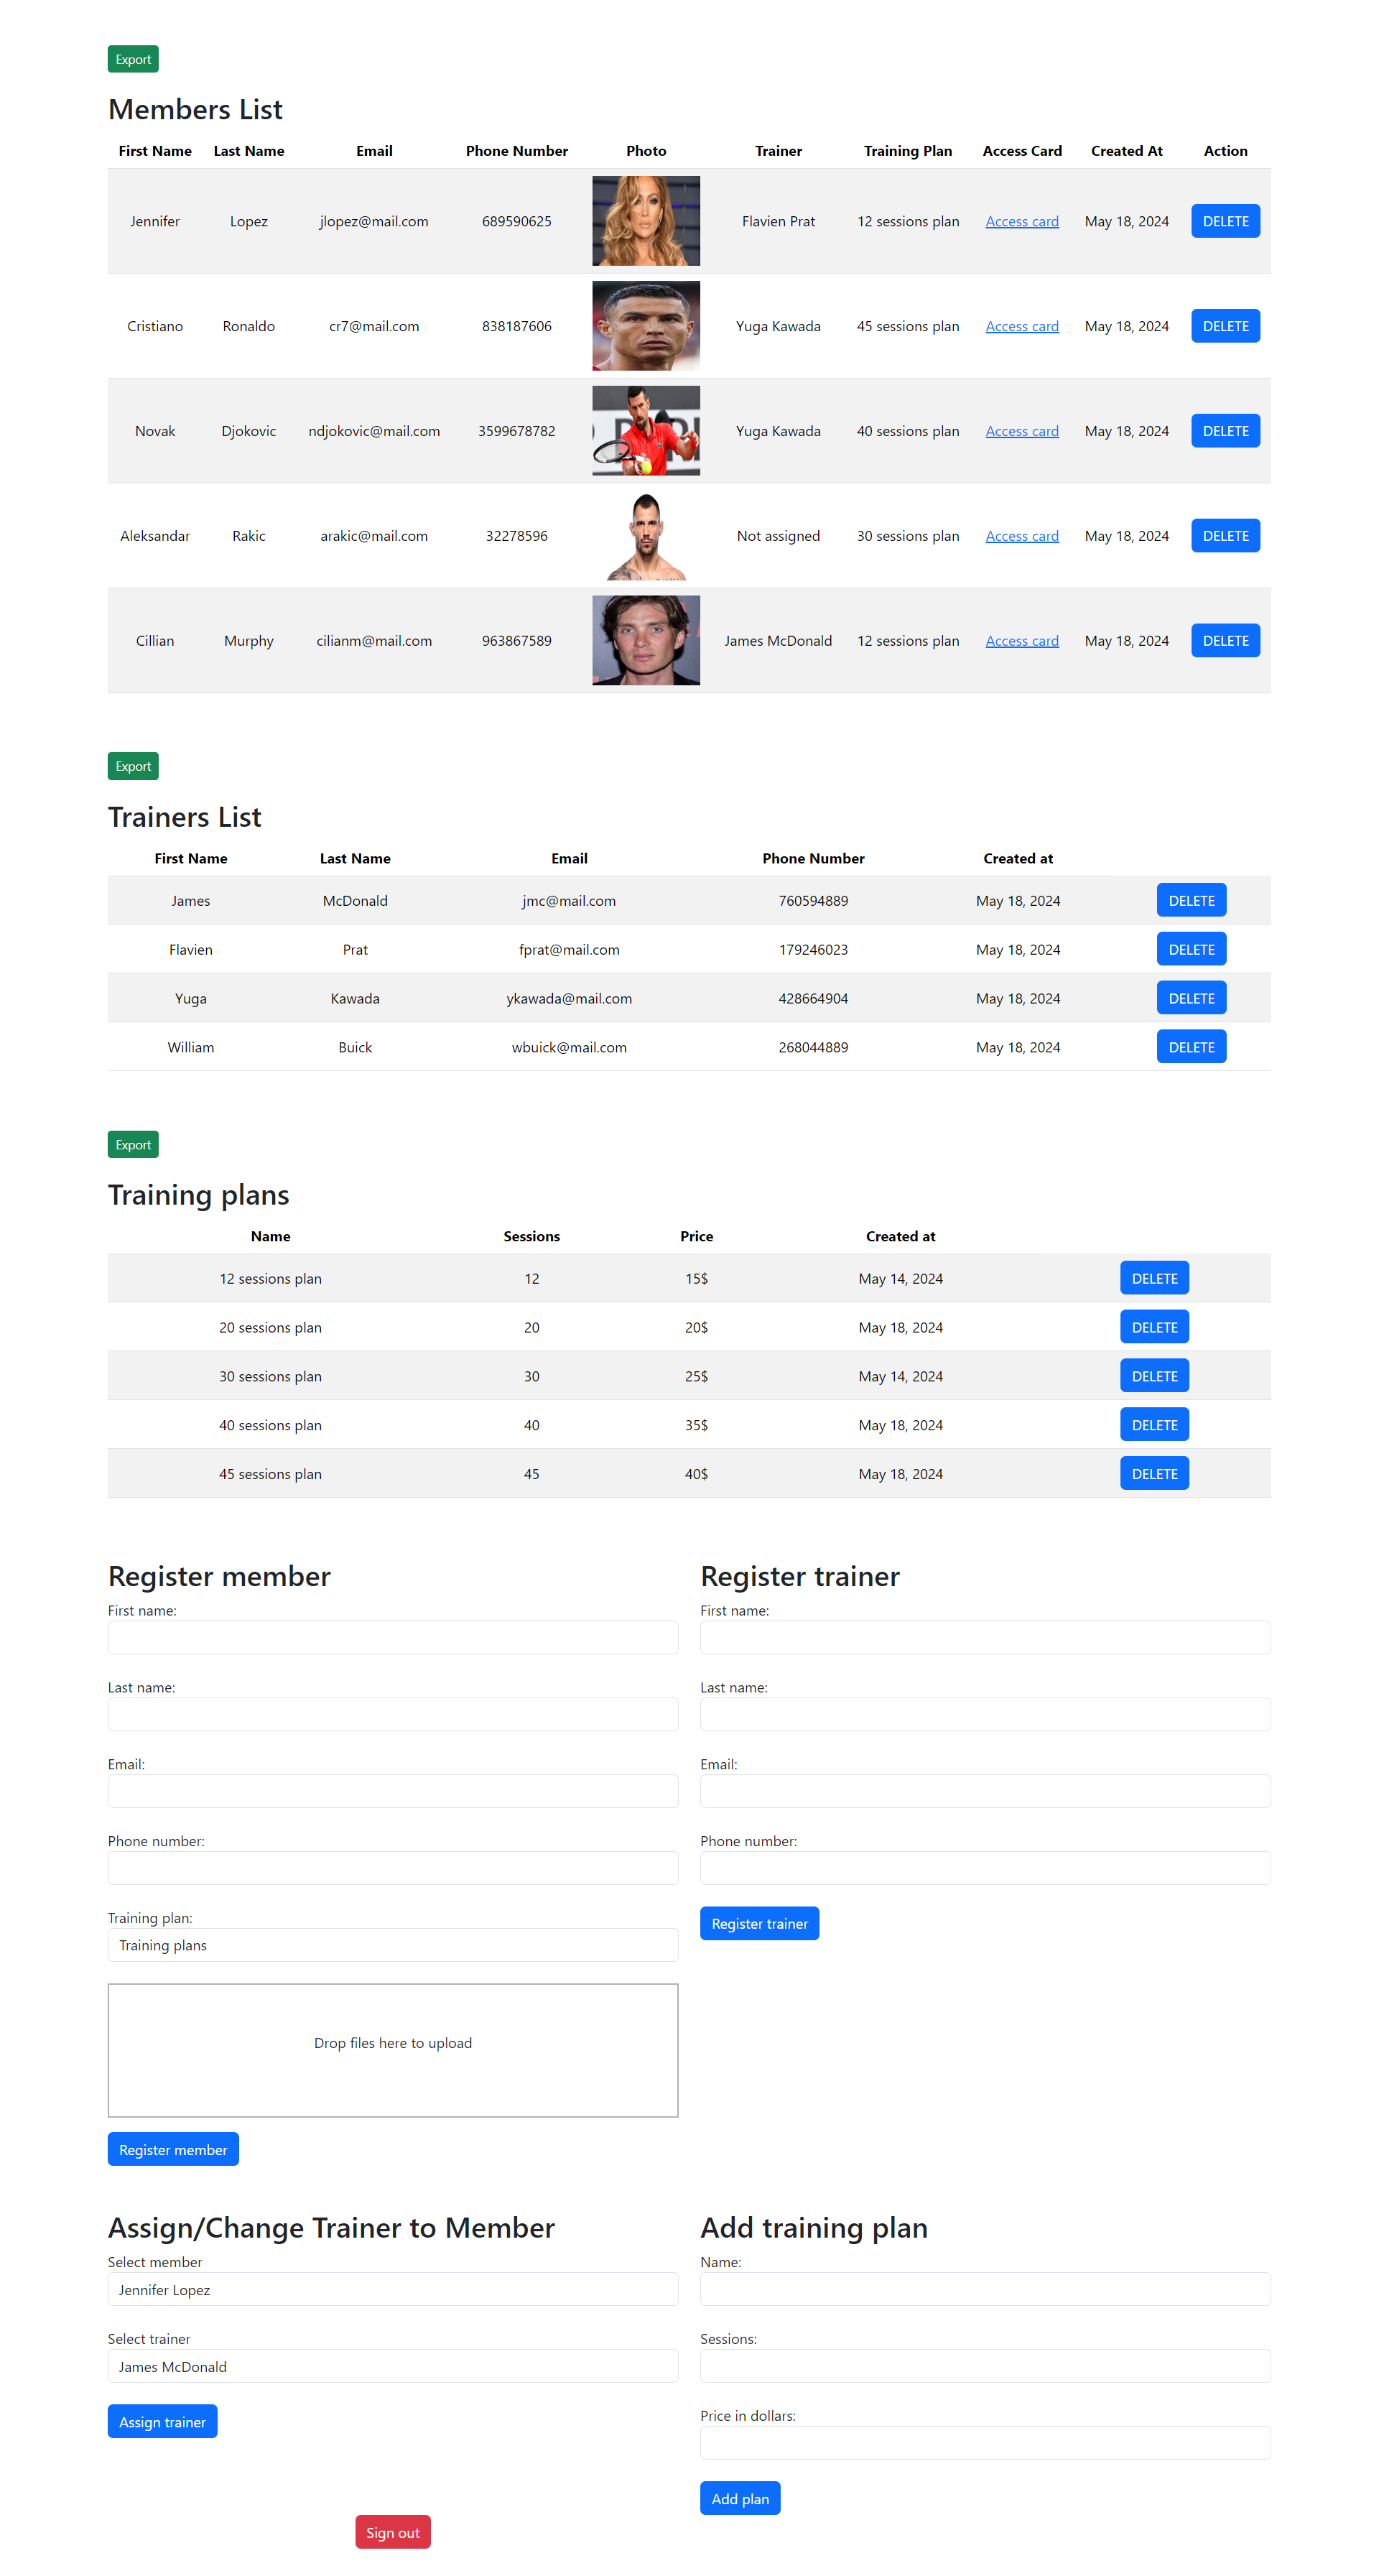 Export
Members List
First Name Last Name Email Phone Number Photo Trainer Training Plan Access Card Created At Action
Jennifer Lopez jlopez@mail.com 689590625 Flavien Prat 12 sessions plan Access card May 18, 2024 DELETE
Cristiano Ronaldo cr7@mail.com 838187606 Yuga Kawada 45 sessions plan Access card May 18, 2024 DELETE
Novak Djokovic ndjokovic@mail.com 3599678782 Yuga Kawada 40 sessions plan Access card May 18, 2024 DELETE
Aleksandar Rakic arakic@mail.com 32278596 Not assigned 30 sessions plan Access card May 18, 2024 DELETE
Cillian Murphy cilianm@mail.com 963867589 James McDonald 12 sessions plan Access card May 18, 2024 DELETE
Export
Trainers List
First Name Last Name Email Phone Number Created at
James McDonald jmc@mail.com 760594889 May 18, 2024 DELETE
Flavien Prat fprat@mail.com 179246023 May 18, 2024 DELETE
Yuga Kawada ykawada@mail.com 428664904 May 18, 2024 DELETE
William Buick wbuick@mail.com 268044889 May 18, 2024 DELETE
Export
Training plans
Name Sessions Price Created at
12 sessions plan 12 15$ May 14, 2024 DELETE
20 sessions plan 20 20$ May 18, 2024 DELETE
30 sessions plan 30 25$ May 14, 2024 DELETE
40 sessions plan 40 35$ May 18, 2024 DELETE
45 sessions plan 45 40$ May 18, 2024 DELETE
Register member
First name:
Last name:
Email:
Phone number:
Training plan:
Training plans
Drop files here to upload
Register member
Register trainer
First name:
Last name:
Email:
Phone number:
Register trainer
Assign/Change Trainer to Member
Select member
Jennifer Lopez
Select trainer
James McDonald
Assign trainer
Add training plan
Name:
Sessions:
Price in dollars:
Add plan
Sign out